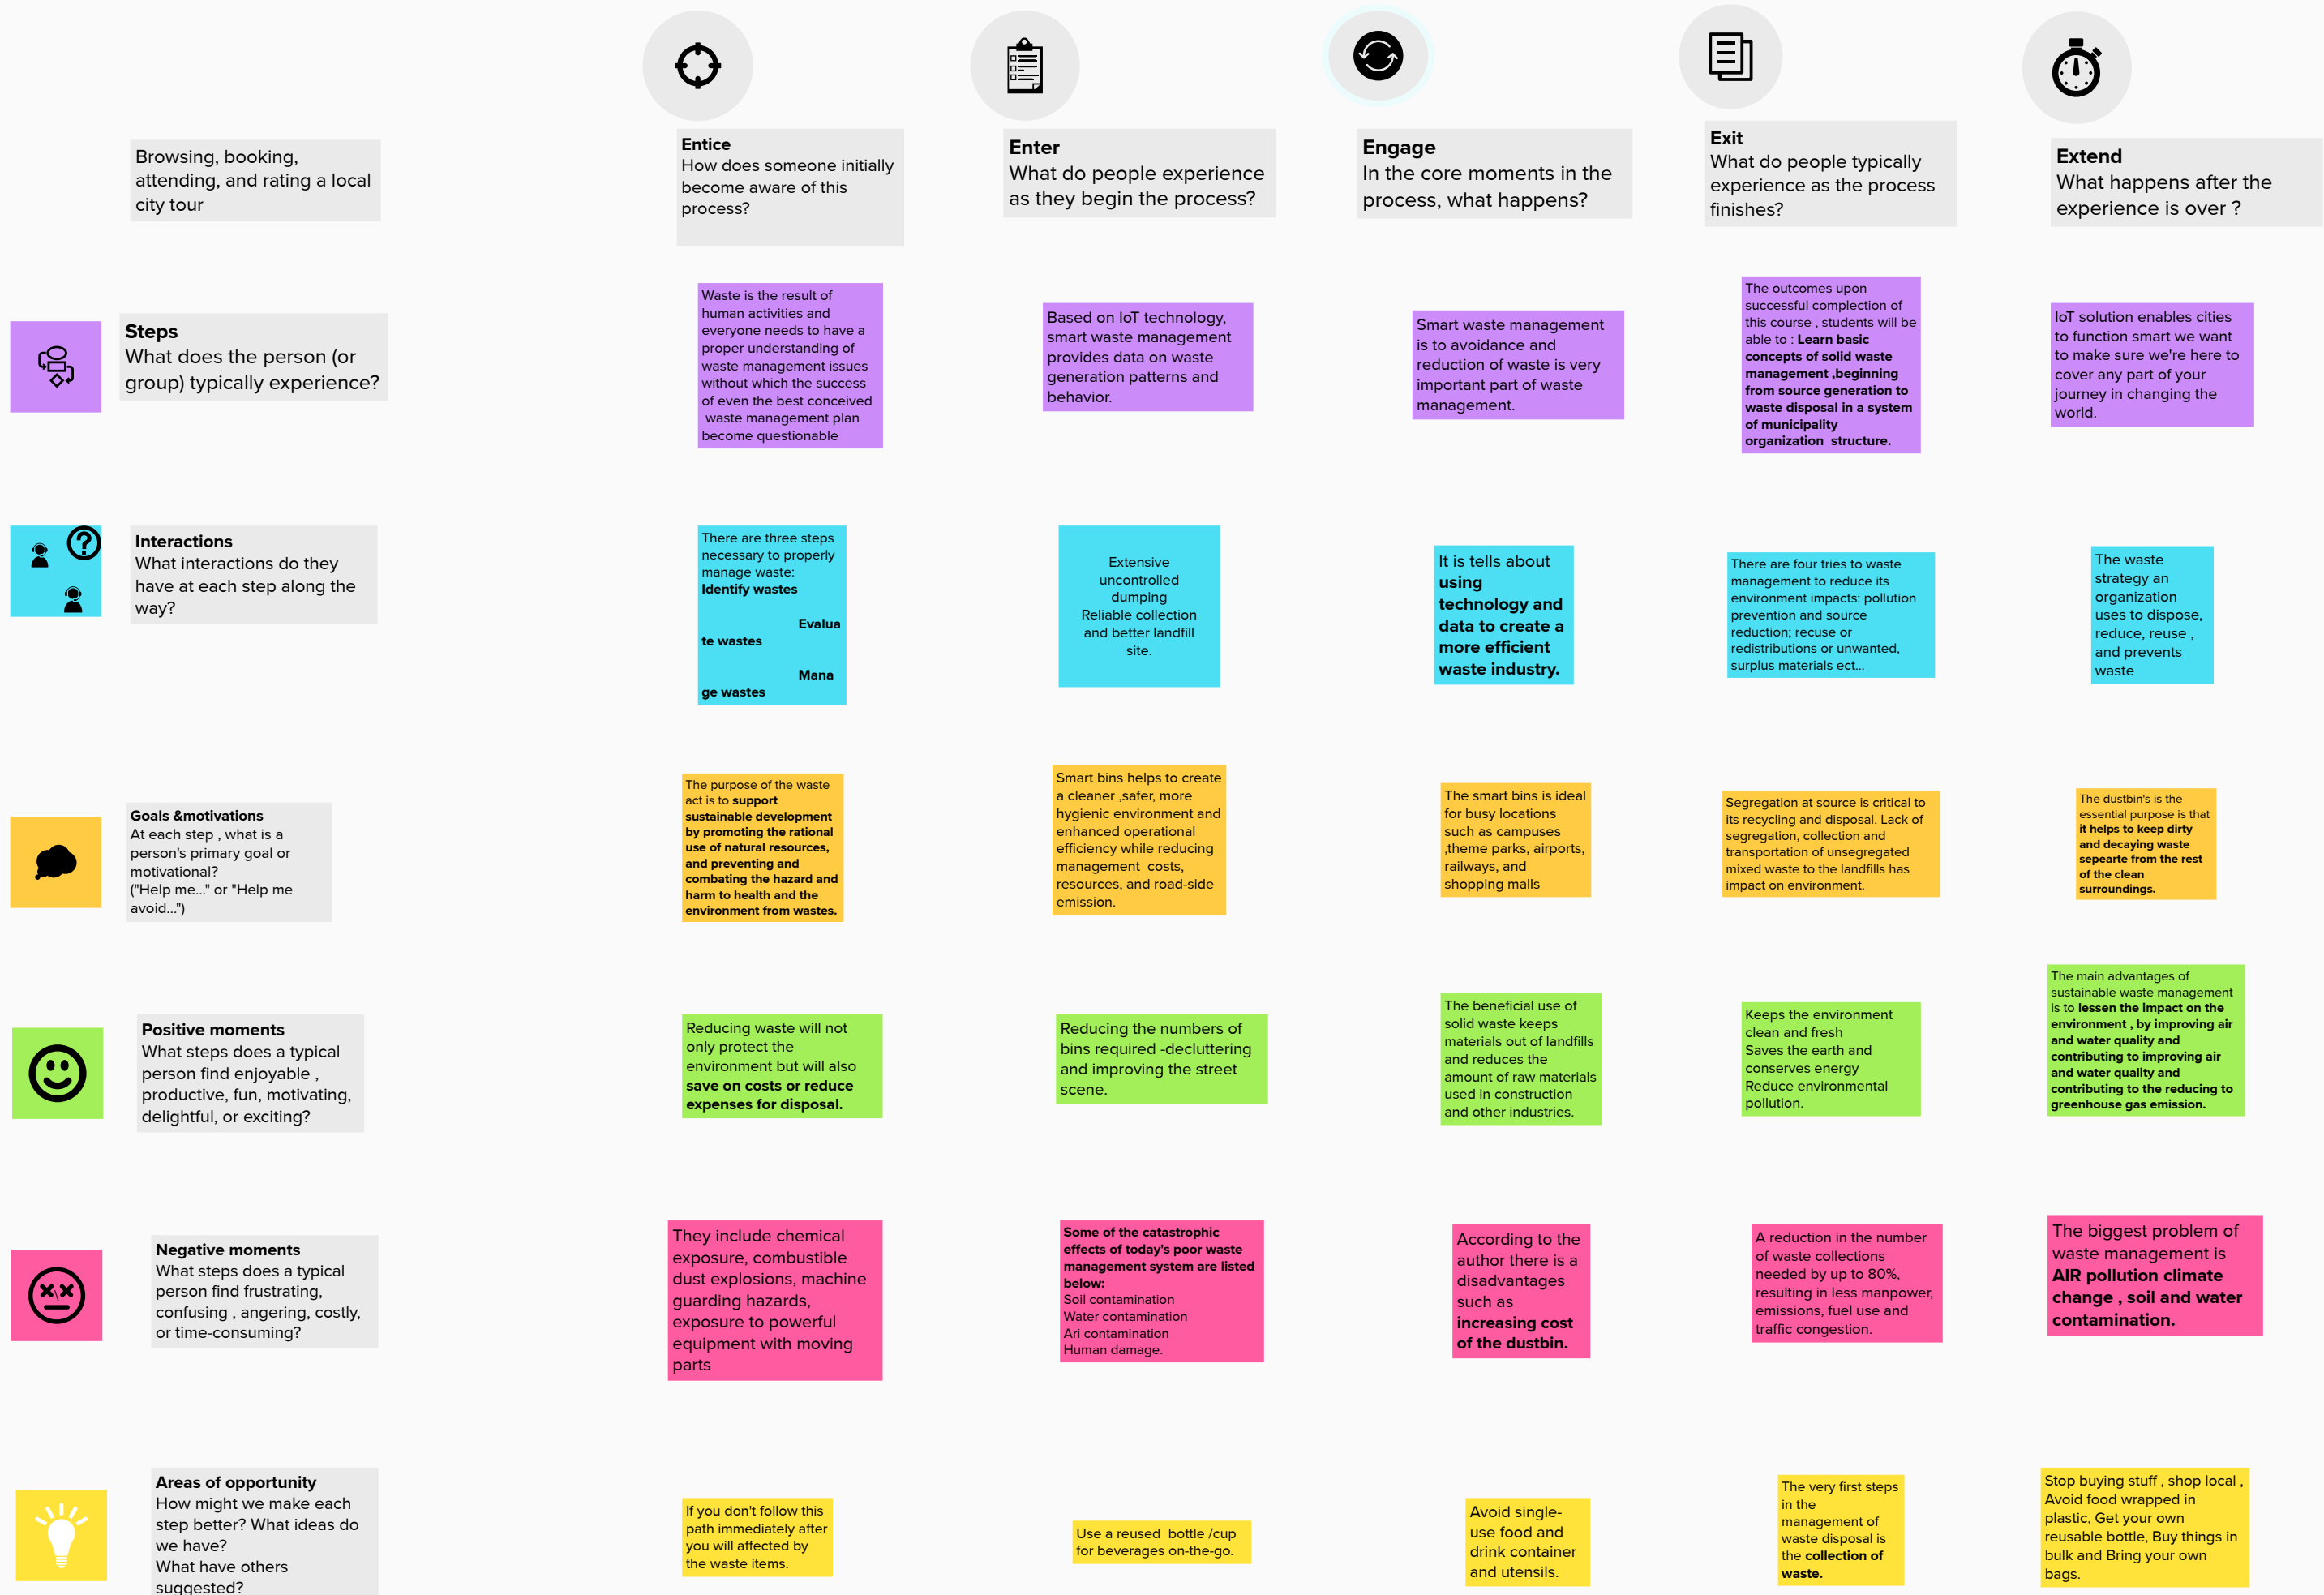 Browsing, booking,
attending, and rating a local
city tour
Entice
How does someone initially
become aware of this
process?
Enter
What do people experience
as they begin the process?
Engage
In the core moments in the
process, what happens?
Exit
What do people typically
experience as the process
finishes?
Extend
What happens after the
experience is over ?
Steps
What does the person (or
group) typically experience?
Waste is the result of
human activities and
everyone needs to have a
proper understanding of
waste management issues
without which the success
of even the best conceived
waste management plan
become questionable
Based on IoT technology,
smart waste management
provides data on waste
generation patterns and
behavior.
Smart waste management
is to avoidance and
reduction of waste is very
important part of waste
management.
The outcomes upon
successful complection of
this course , students will be
able to : Learn basic
concepts of solid waste
management ,beginning
from source generation to
waste disposal in a system
of municipality
organization structure.
IoT solution enables cities
to function smart we want
to make sure we're here to
cover any part of your
journey in changing the
world.
Interactions
What interactions do they
have at each step along the
way?
There are three steps
necessary to properly
manage waste:
Identify wastes
Evalua
te wastes
Mana
ge wastes
Extensive
uncontrolled
dumping
Reliable collection
and better landfill
site.
It is tells about
using
technology and
data to create a
more efficient
waste industry.
There are four tries to waste
management to reduce its
environment impacts: pollution
prevention and source
reduction; recuse or
redistributions or unwanted,
surplus materials ect...
The waste
strategy an
organization
uses to dispose,
reduce, reuse ,
and prevents
waste
Goals &motivations
At each step , what is a
person's primary goal or
motivational?
("Help me..." or "Help me
avoid...")
The purpose of the waste
act is to support
sustainable development
by promoting the rational
use of natural resources,
and preventing and
combating the hazard and
harm to health and the
environment from wastes.
Smart bins helps to create
a cleaner ,safer, more
hygienic environment and
enhanced operational
efficiency while reducing
management costs,
resources, and road-side
emission.
The smart bins is ideal
for busy locations
such as campuses
,theme parks, airports,
railways, and
shopping malls
Segregation at source is critical to
its recycling and disposal. Lack of
segregation, collection and
transportation of unsegregated
mixed waste to the landfills has
impact on environment.
The dustbin's is the
essential purpose is that
it helps to keep dirty
and decaying waste
sepearte from the rest
of the clean
surroundings.
Positive moments
What steps does a typical
person find enjoyable ,
productive, fun, motivating,
delightful, or exciting?
Reducing waste will not
only protect the
environment but will also
save on costs or reduce
expenses for disposal.
Reducing the numbers of
bins required -decluttering
and improving the street
scene.
The beneficial use of
solid waste keeps
materials out of landfills
and reduces the
amount of raw materials
used in construction
and other industries.
Keeps the environment
clean and fresh
Saves the earth and
conserves energy
Reduce environmental
pollution.
The main advantages of
sustainable waste management
is to lessen the impact on the
environment , by improving air
and water quality and
contributing to improving air
and water quality and
contributing to the reducing to
greenhouse gas emission.
Negative moments
What steps does a typical
person find frustrating,
confusing , angering, costly,
or time-consuming?
They include chemical
exposure, combustible
dust explosions, machine
guarding hazards,
exposure to powerful
equipment with moving
parts
Some of the catastrophic
effects of today's poor waste
management system are listed
below:
Soil contamination
Water contamination
Ari contamination
Human damage.
According to the
author there is a
disadvantages
such as
increasing cost
of the dustbin.
A reduction in the number
of waste collections
needed by up to 80%,
resulting in less manpower,
emissions, fuel use and
traffic congestion.
The biggest problem of
waste management is
AIR pollution climate
change , soil and water
contamination.
Areas of opportunity
How might we make each
step better? What ideas do
we have?
What have others
suggested?
If you don't follow this
path immediately after
you will affected by
the waste items.
Use a reused bottle /cup
for beverages on-the-go.
Avoid single-
use food and
drink container
and utensils.
The very first steps
in the
management of
waste disposal is
the collection of
waste.
Stop buying stuff , shop local ,
Avoid food wrapped in
plastic, Get your own
reusable bottle, Buy things in
bulk and Bring your own
bags.